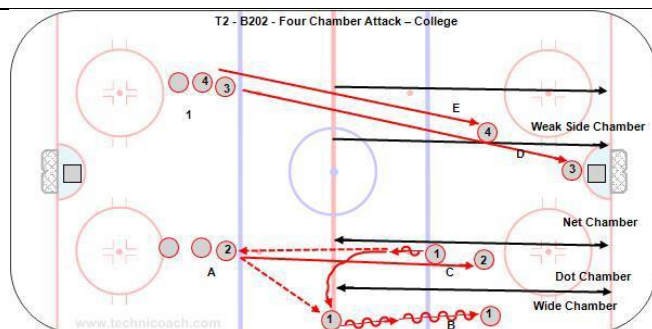 T2 - B202 - Four Chamber Attack – College
4
3
1
E
4
Weak Side Chamber
D
3
Net Chamber
2
1
2
A
C
Dot Chamber
Wide Chamber
1
1
B
www.technicoach.com